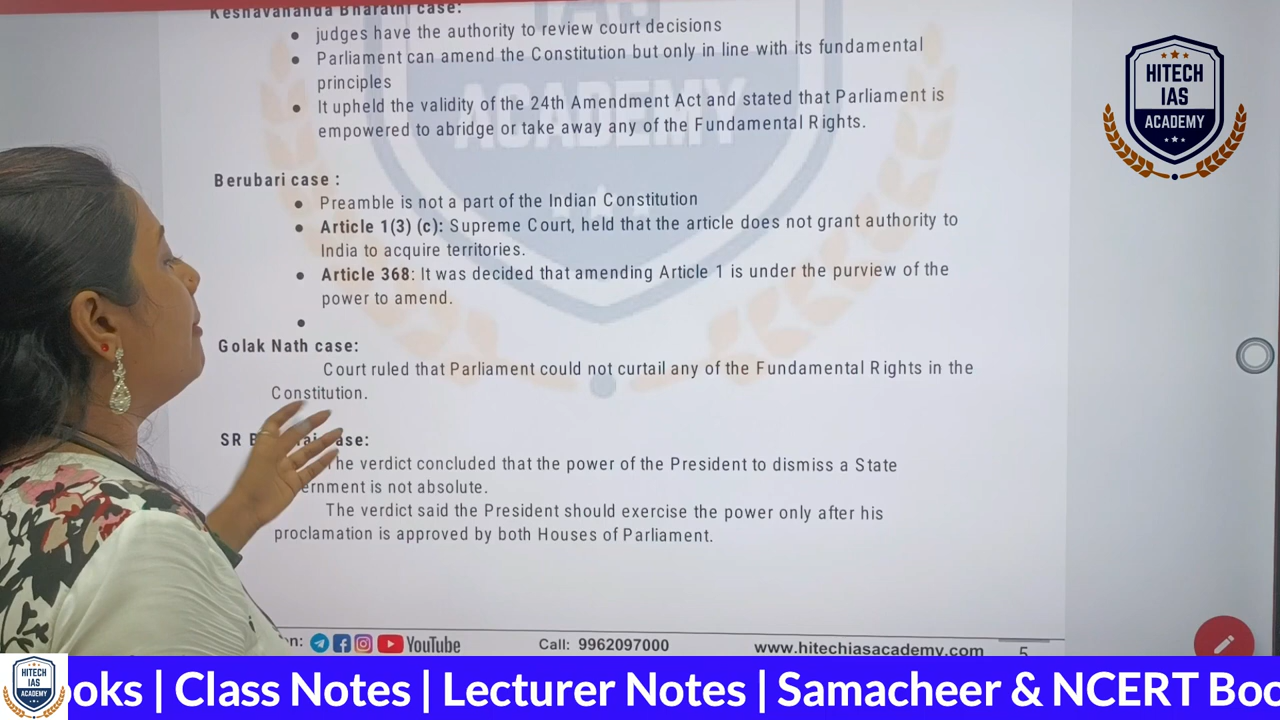 Keshavananda Bharathi case:
● judges have the authority to review court decisions
● Parliament can amend the Constitution but only in line with its fundamental
principles
● It upheld the validity of the 24th Amendment Act and stated that Parliament is
empowered to abridge or take away any of the Fundamental Rights.
Berubari case :
● Preamble is not a part of the Indian Constitution
● Article 1(3) (c): Supreme Court, held that the article does not grant authority to
India to acquire territories.
● Article 368: It was decided that amending Article 1 is under the purview of the
power to amend.
●
Golak Nath case:
Court ruled that Parliament could not curtail any of the Fundamental Rights in the
Constitution.
SR case:
The verdict concluded that the power of the President to dismiss a State
ernment is not absolute.
The verdict said the President should exercise the power only after his
proclamation is approved by both Houses of Parliament.
n: YouTube Call: 9962097000 www.hitechiasacademy.com 5
IAS
ACADEMY
HITECH
IAS
ACADEMY
HITECH
IAS
ACADEMY
ooks | Class Notes | Lecturer Notes | Samacheer & NCERT Boo